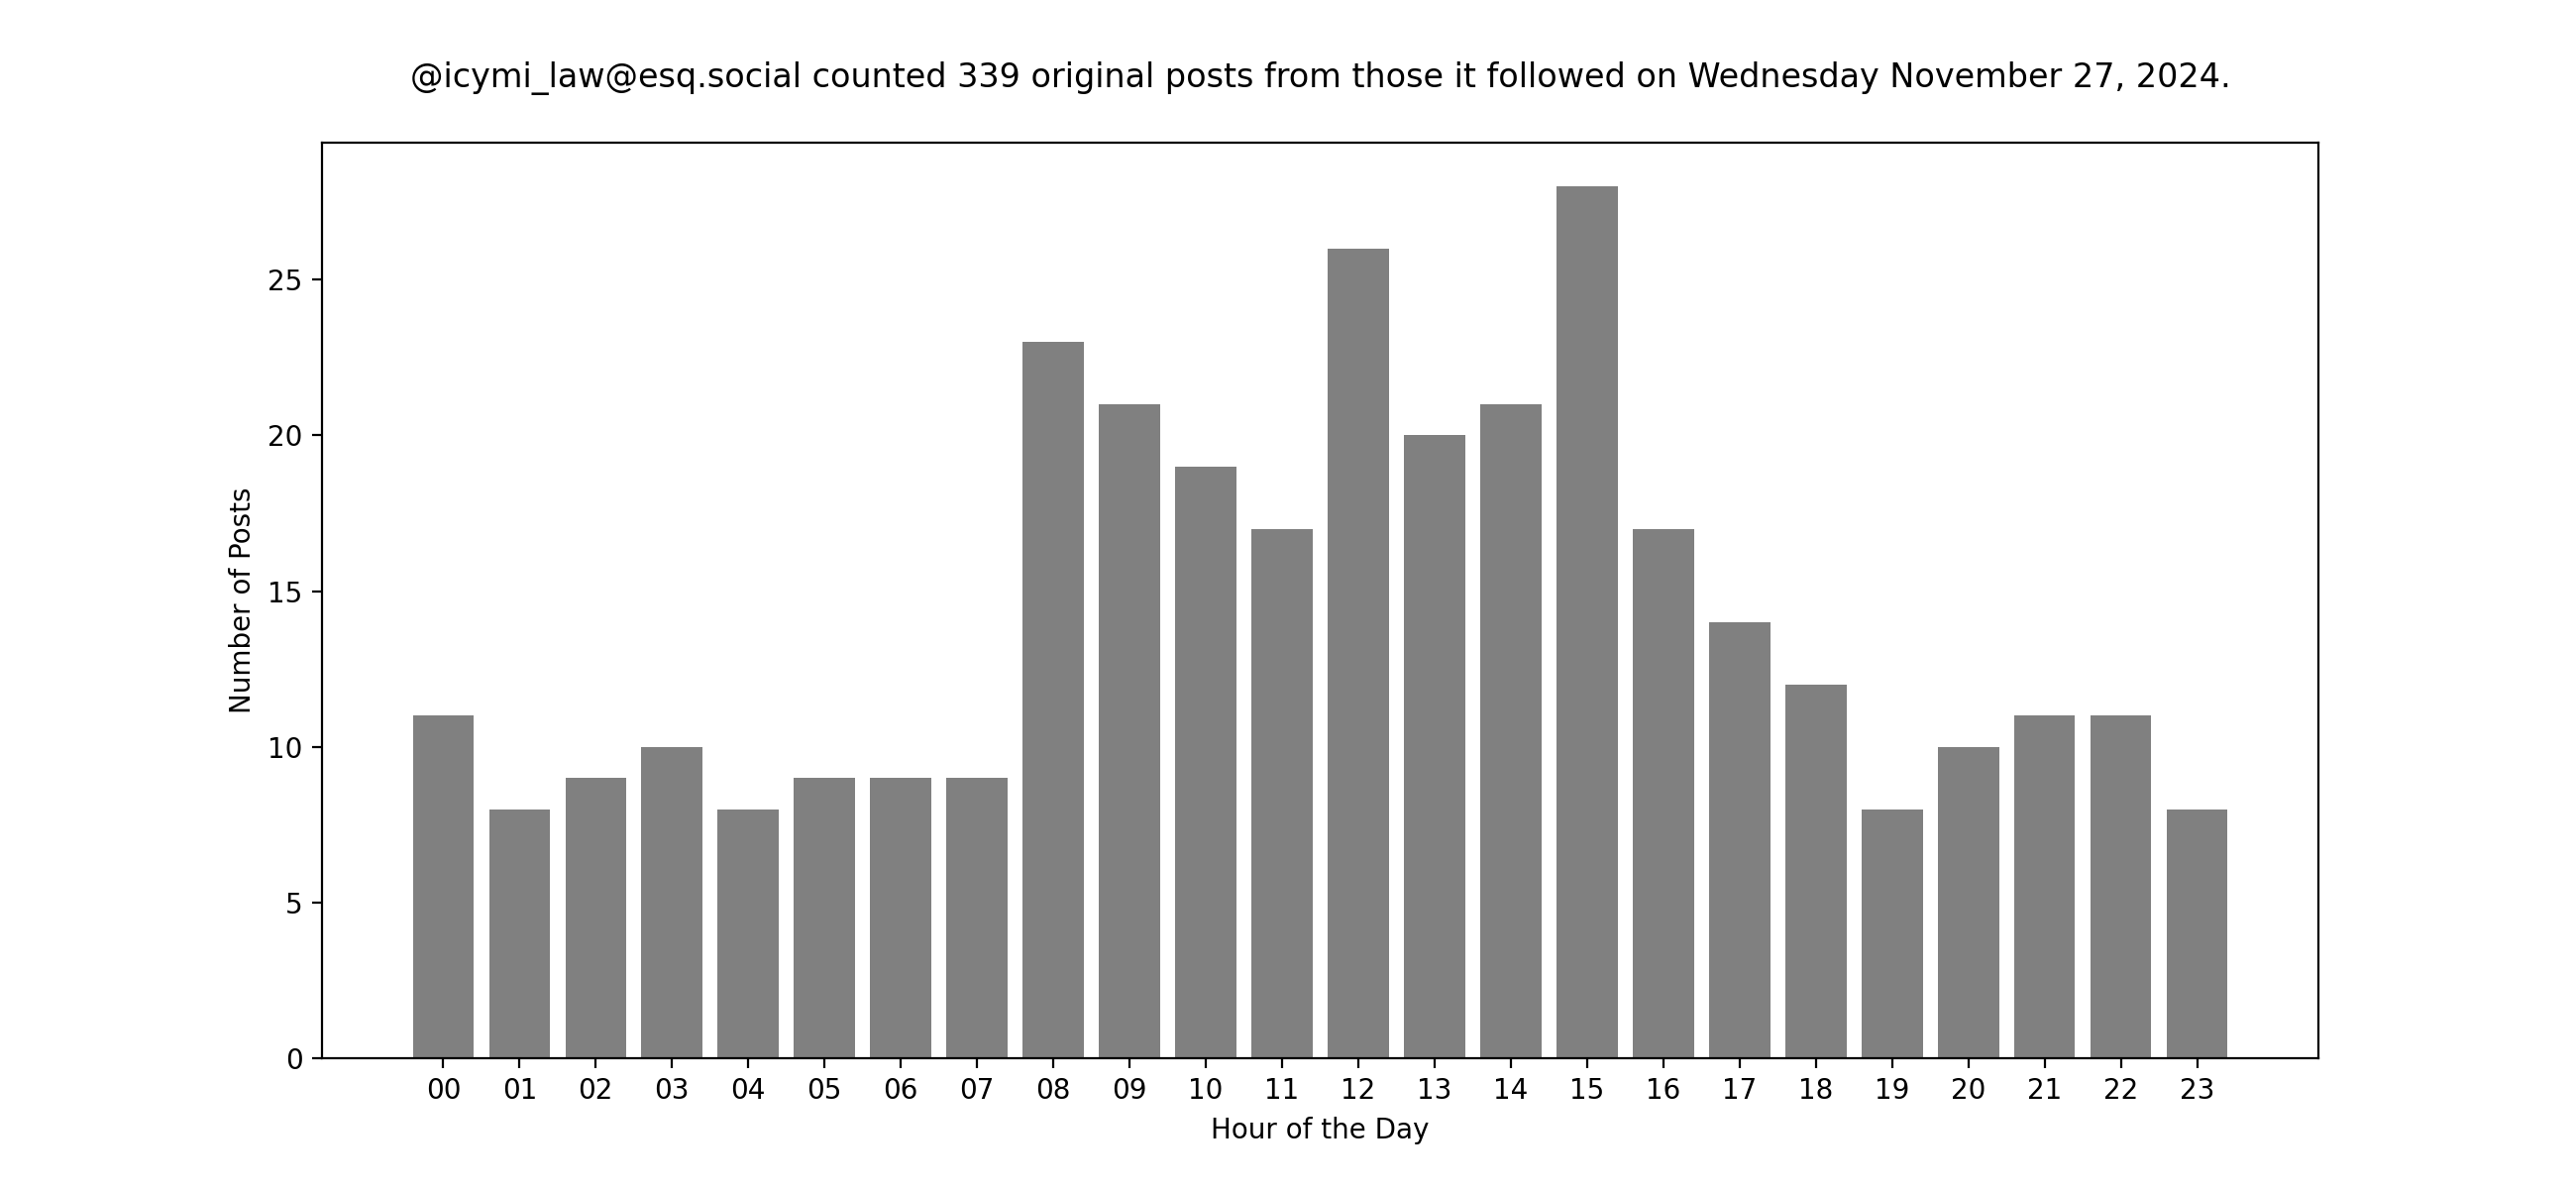 @icymi_law@esq.social counted 339 original posts from those it followed on Wednesday November 27, 2024.
Number of Posts
25
20
15
10
5
0
00 01 02 03 04 05 06 07 08 09 10 11 12 13 14 15 16 17 18 19 20 21 22 23
Hour of the Day